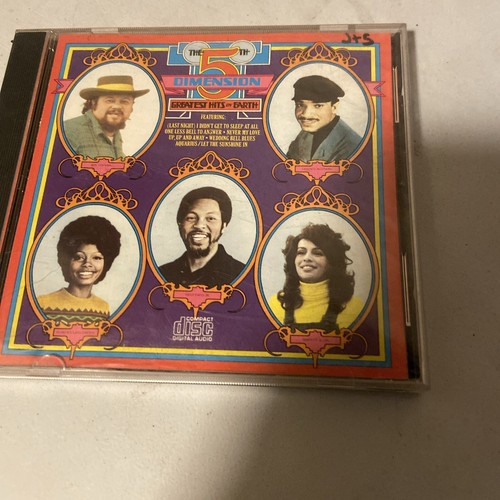 J+S
THE 5TH
DIMENSION
GREATEST HITS ON EARTH
FEATURING:
(LAST NIGHT) I DIDN'T GET TO SLEEP AT ALL
ONE LESS BELL TO ANSWER • NEVER MY LOVE
UP, UP AND AWAY • WEDDING BELL BLUES
AQUARIUS/LET THE SUNSHINE IN
COMPACT
disc
DIGITAL AUDIO